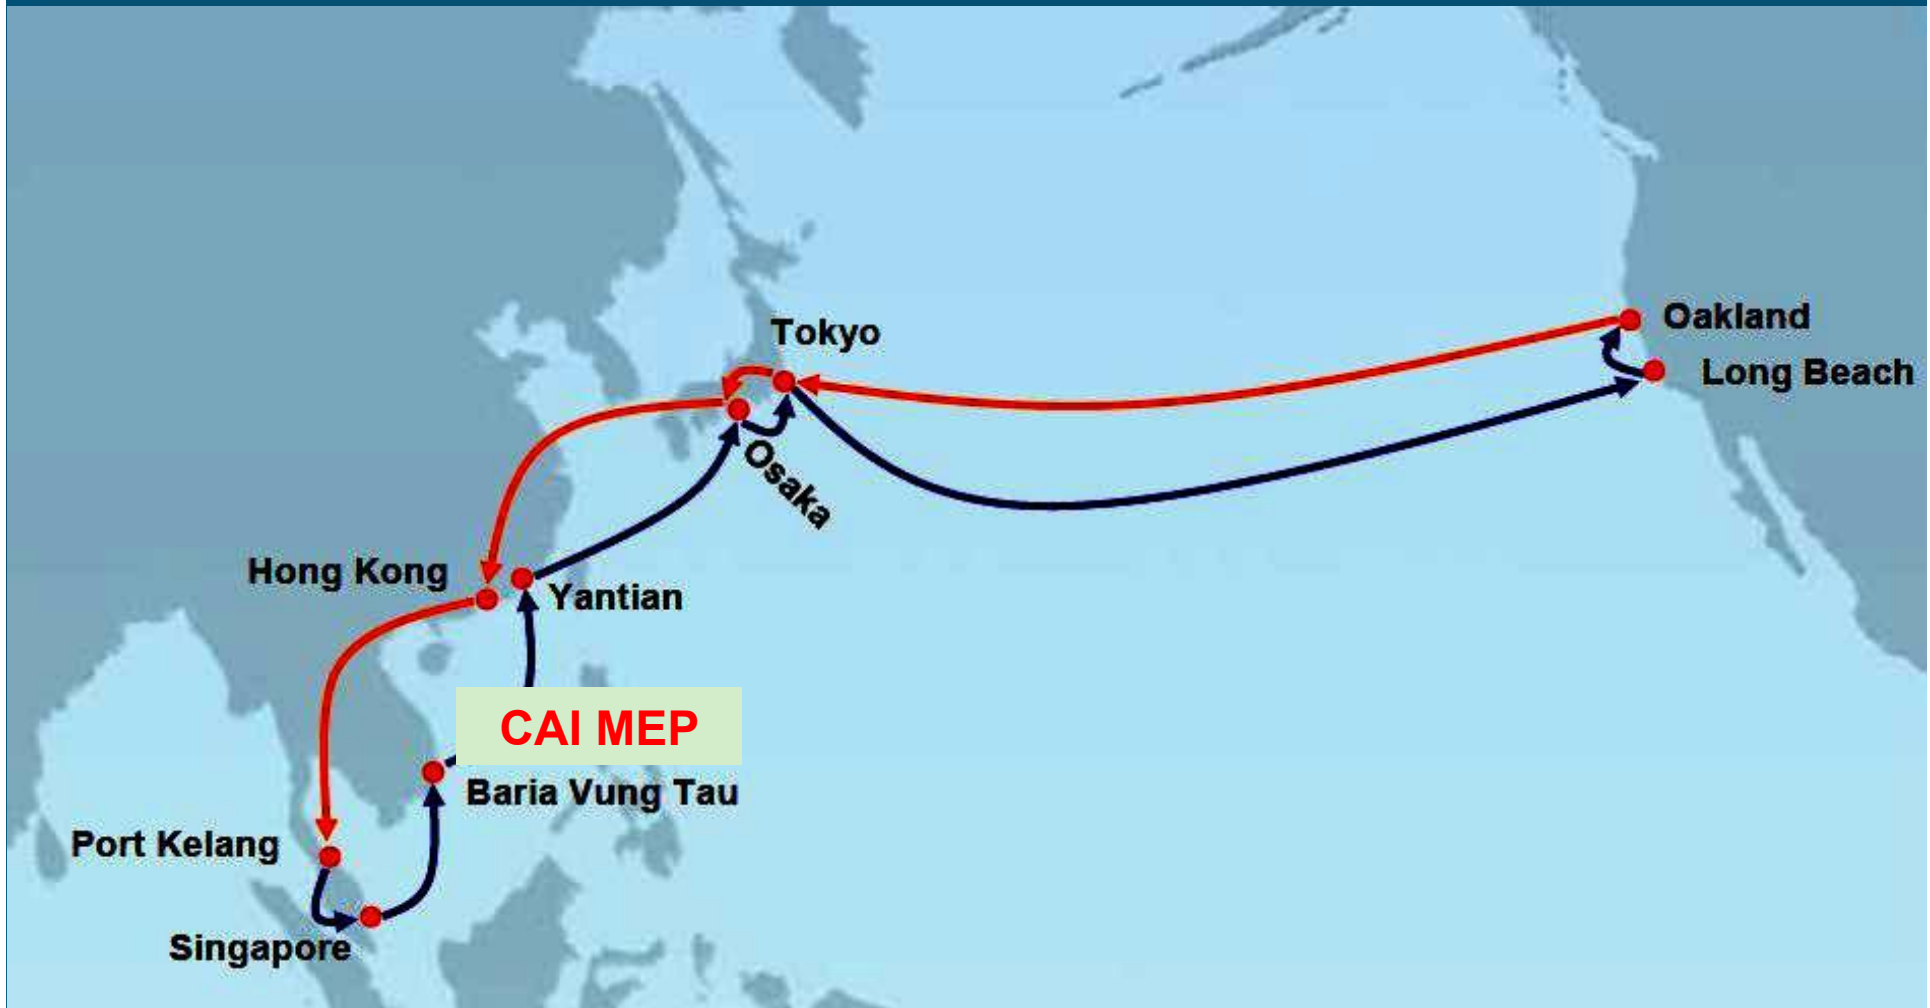 Tokyo
Oakland
Long Beach
Osaka
Hong Kong
Yantian
CAI MEP
Baria Vung Tau
Port Kelang
Singapore